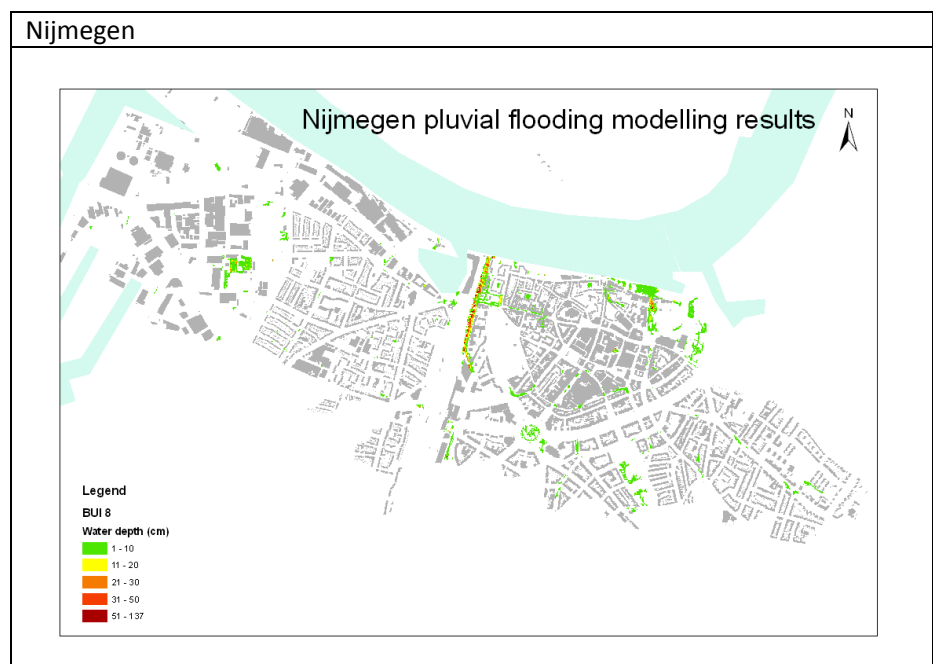 Nijmegen
Nijmegen pluvial flooding modelling results
N
Legend
BUI 8
Water depth (cm)
1 - 10
11 - 20
21 - 30
31 - 50
51 - 137